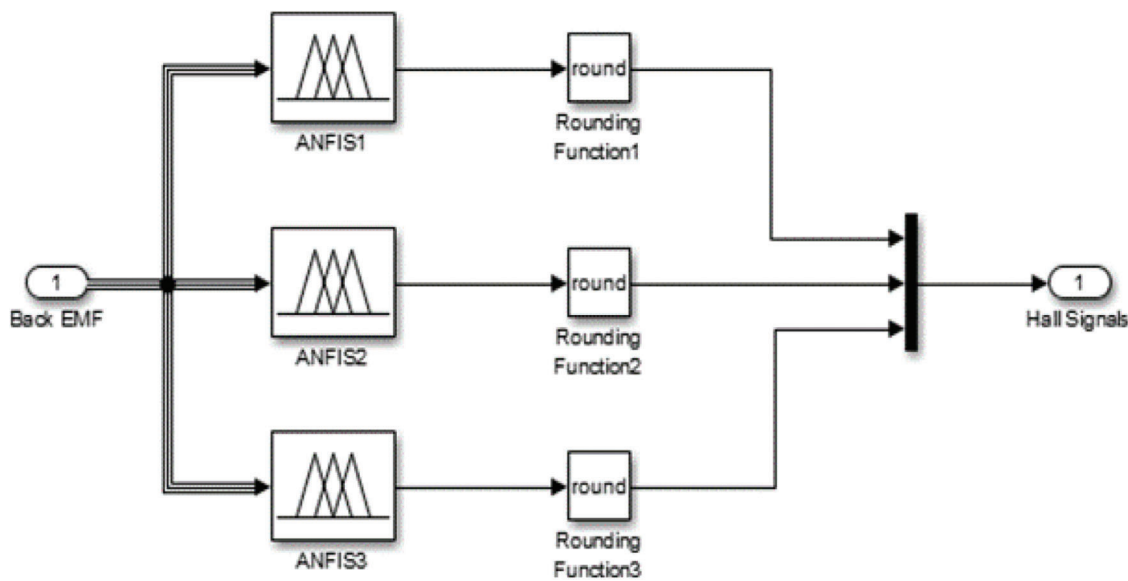 round
ANFIS1
Rounding
Function1
1
Back EMF
round
ANFIS2
Rounding
Function2
1
Hall Signals
round
ANFIS3
Rounding
Function3